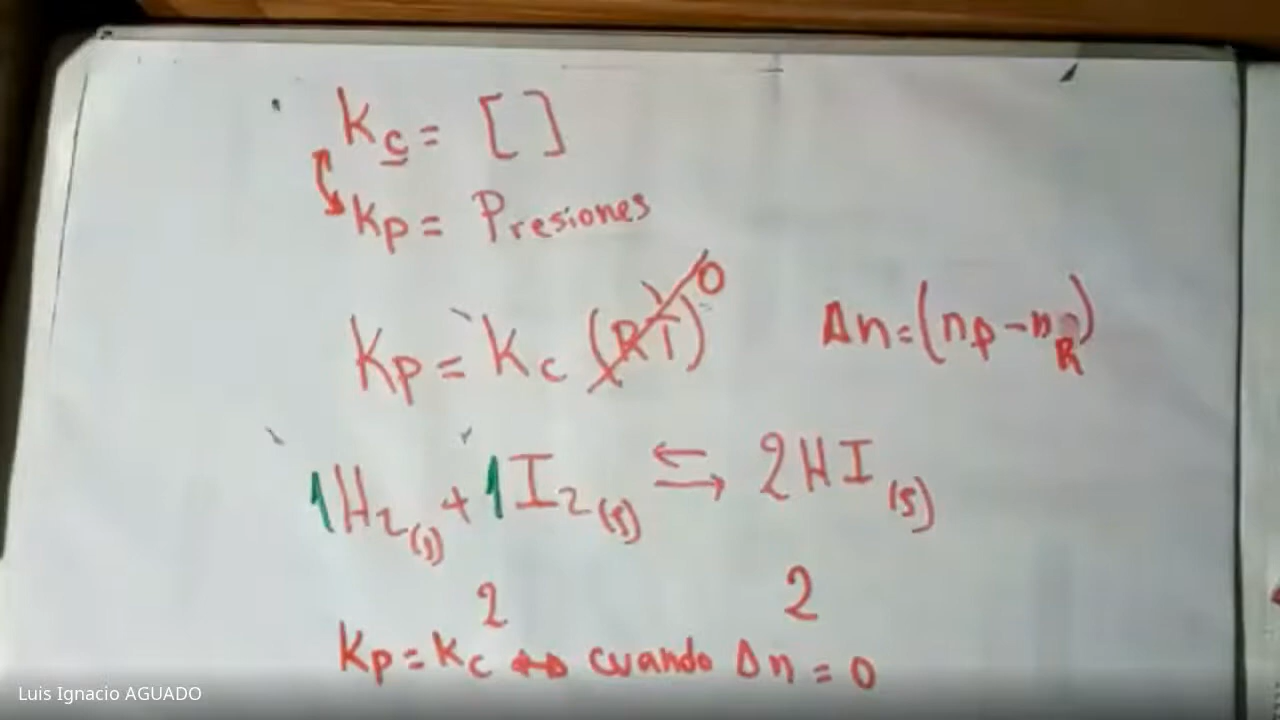 Kc = [ ]
Kp = Presiones
Kp = Kc (RT)⁰ Δn = (np - nR)
1H₂(g) + 1I₂(g) ⇆ 2HI(g)
2 2
Kp = Kc ↔ cuando Δn = 0
Luis Ignacio AGUADO